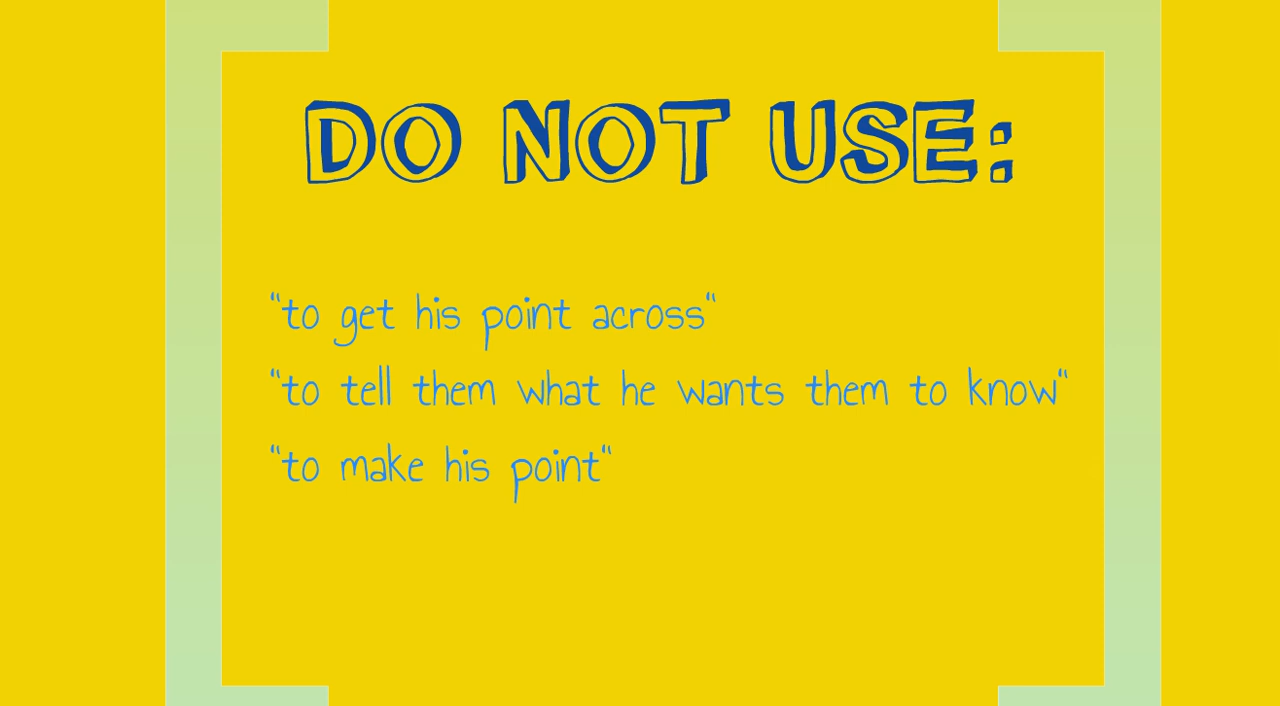 DO NOT USE:
"to get his point across"
"to tell them what he wants them to know"
"to make his point"